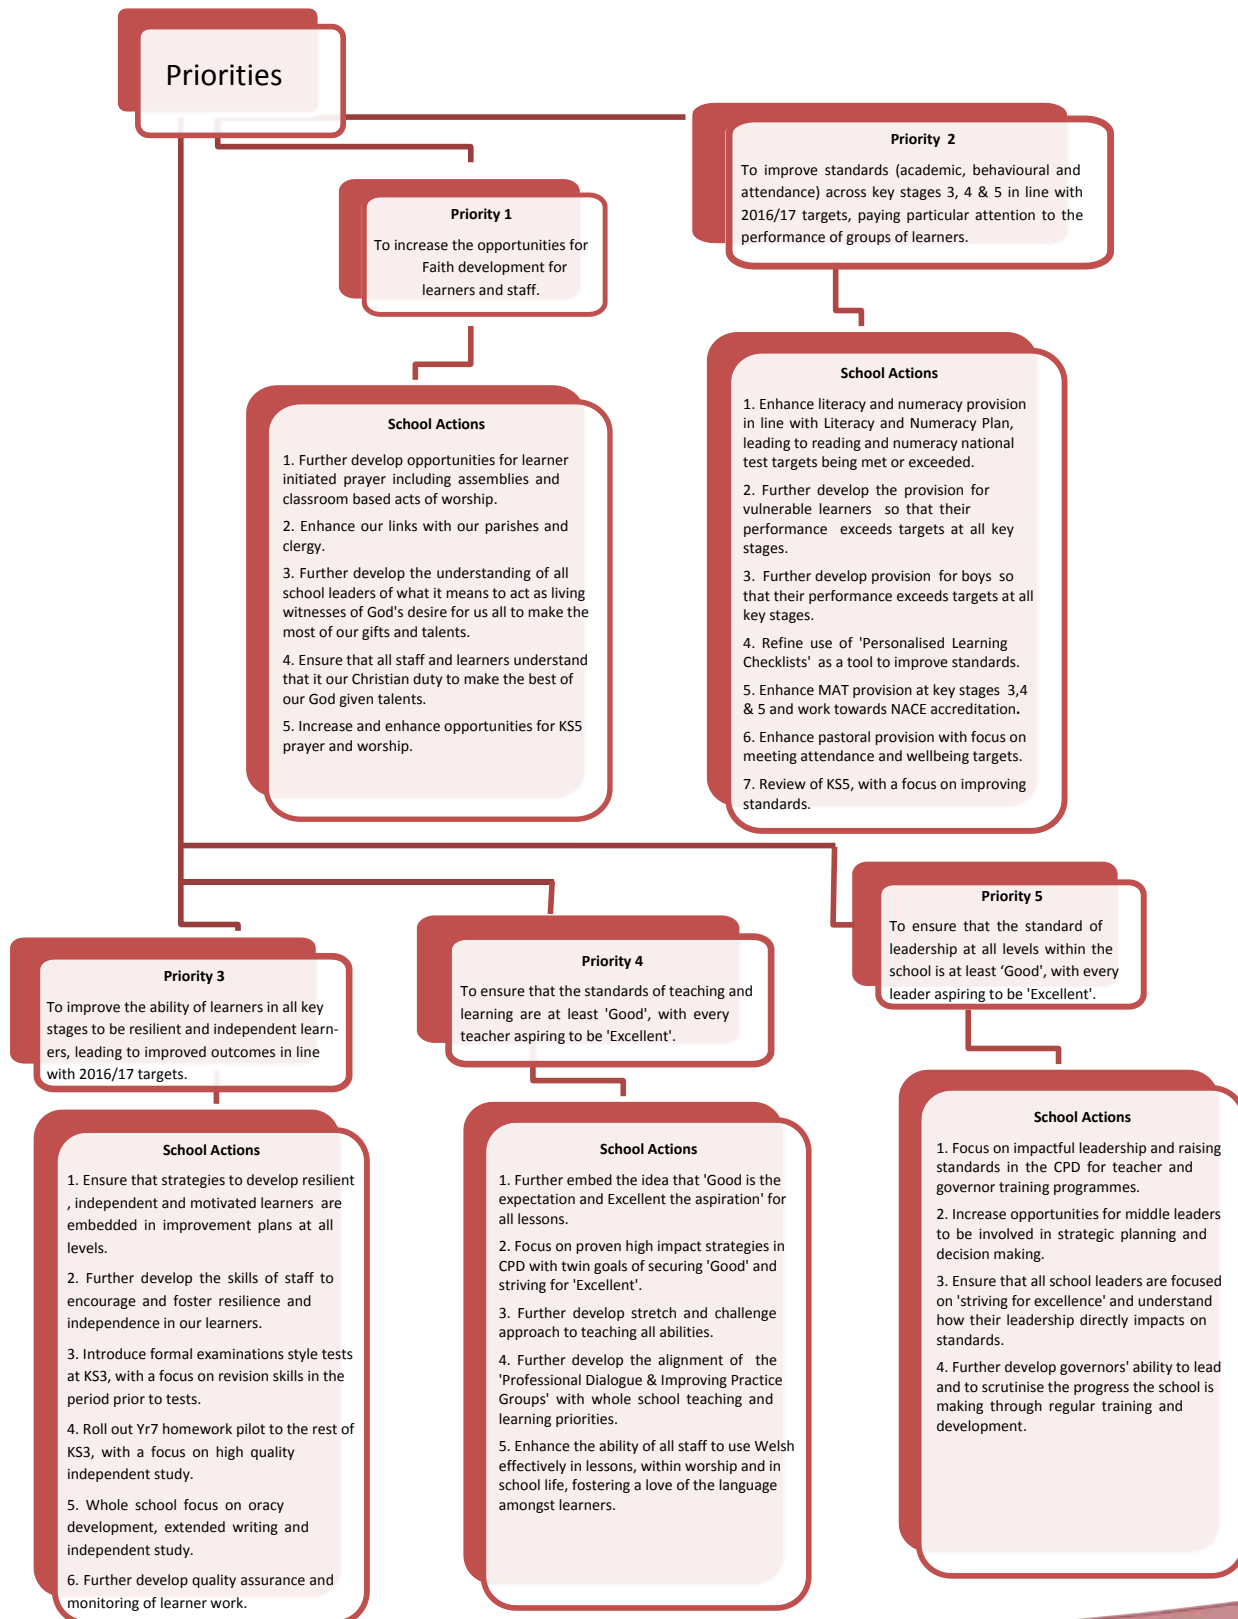 Priorities
Priority 1
To increase the opportunities for
Faith development for
learners and staff.
School Actions
1. Further develop opportunities for learner
initiated prayer including assemblies and
classroom based acts of worship.
2. Enhance our links with our parishes and
clergy.
3. Further develop the understanding of all
school leaders of what it means to act as living
witnesses of God's desire for us all to make the
most of our gifts and talents.
4. Ensure that all staff and learners understand
that it our Christian duty to make the best of
our God given talents.
5. Increase and enhance opportunities for KS5
prayer and worship.
Priority 2
To improve standards (academic, behavioural and
attendance) across key stages 3, 4 & 5 in line with
2016/17 targets, paying particular attention to the
performance of groups of learners.
School Actions
1. Enhance literacy and numeracy provision
in line with Literacy and Numeracy Plan,
leading to reading and numeracy national
test targets being met or exceeded.
2. Further develop the provision for
vulnerable learners so that their
performance exceeds targets at all key
stages.
3. Further develop provision for boys so
that their performance exceeds targets at all
key stages.
4. Refine use of 'Personalised Learning
Checklists' as a tool to improve standards.
5. Enhance MAT provision at key stages 3,4
& 5 and work towards NACE accreditation.
6. Enhance pastoral provision with focus on
meeting attendance and wellbeing targets.
7. Review of KS5, with a focus on improving
standards.
Priority 3
To improve the ability of learners in all key
stages to be resilient and independent learn-
ers, leading to improved outcomes in line
with 2016/17 targets.
School Actions
1. Ensure that strategies to develop resilient
, independent and motivated learners are
embedded in improvement plans at all
levels.
2. Further develop the skills of staff to
encourage and foster resilience and
independence in our learners.
3. Introduce formal examinations style tests
at KS3, with a focus on revision skills in the
period prior to tests.
4. Roll out Yr7 homework pilot to the rest of
KS3, with a focus on high quality
independent study.
5. Whole school focus on oracy
development, extended writing and
independent study.
6. Further develop quality assurance and
monitoring of learner work.
Priority 4
To ensure that the standards of teaching and
learning are at least 'Good', with every
teacher aspiring to be 'Excellent'.
School Actions
1. Further embed the idea that 'Good is the
expectation and Excellent the aspiration' for
all lessons.
2. Focus on proven high impact strategies in
CPD with twin goals of securing 'Good' and
striving for 'Excellent'.
3. Further develop stretch and challenge
approach to teaching all abilities.
4. Further develop the alignment of the
'Professional Dialogue & Improving Practice
Groups' with whole school teaching and
learning priorities.
5. Enhance the ability of all staff to use Welsh
effectively in lessons, within worship and in
school life, fostering a love of the language
amongst learners.
Priority 5
To ensure that the standard of
leadership at all levels within the
school is at least ‘Good’, with every
leader aspiring to be 'Excellent'.
School Actions
1. Focus on impactful leadership and raising
standards in the CPD for teacher and
governor training programmes.
2. Increase opportunities for middle leaders
to be involved in strategic planning and
decision making.
3. Ensure that all school leaders are focused
on 'striving for excellence' and understand
how their leadership directly impacts on
standards.
4. Further develop governors' ability to lead
and to scrutinise the progress the school is
making through regular training and
development.